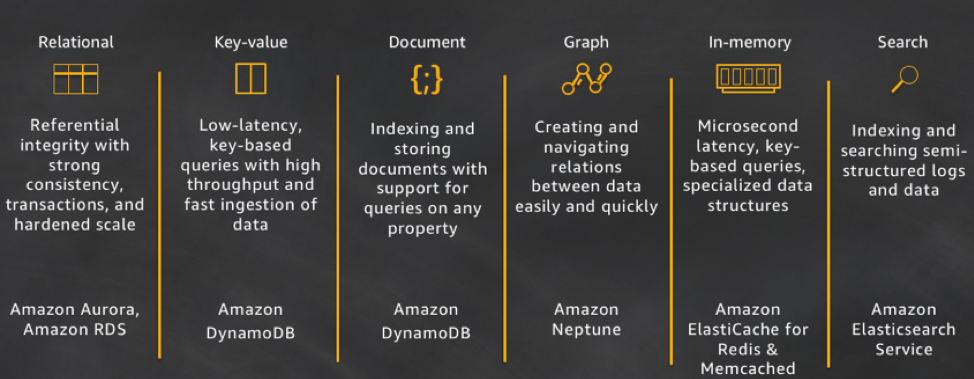 Relational
Referential
integrity with
strong
consistency,
transactions, and
hardened scale
Amazon Aurora,
Amazon RDS
Key-value
Low-latency,
key-based
queries with high
throughput and
fast ingestion of
data
Amazon
DynamoDB
Document
{;}
Indexing and
storing
documents with
support for
queries on any
property
Amazon
DynamoDB
Graph
Creating and
navigating
relations
between data
easily and quickly
Amazon
Neptune
In-memory
Microsecond
latency, key-
based queries,
specialized data
structures
Amazon
ElastiCache for
Redis &
Memcached
Search
Indexing and
searching semi-
structured logs
and data
Amazon
Elasticsearch
Service